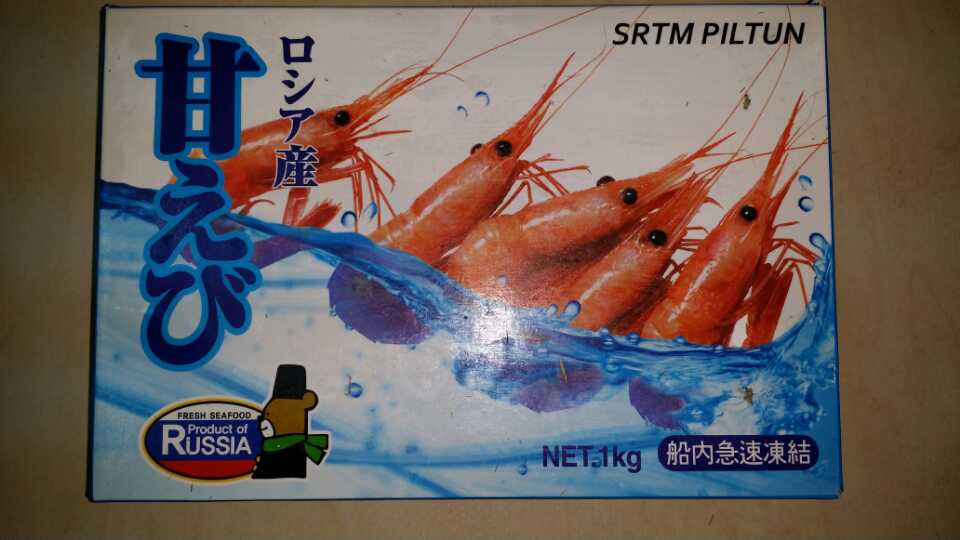 SRTM PILTUN
ロシア産
甘えび
FRESH SEAFOOD
Product of
RUSSIA
NET.1kg
船内急速凍結